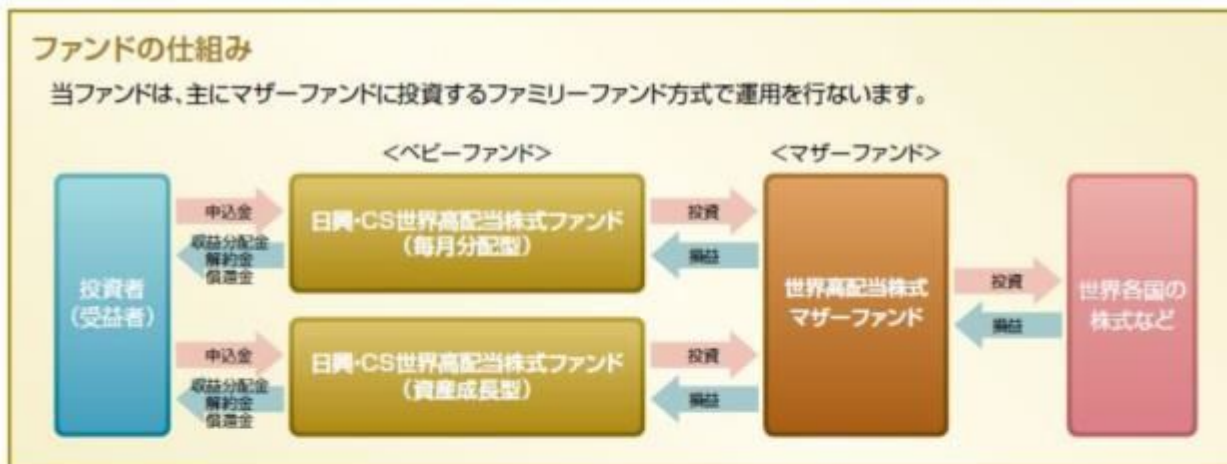 ファンドの仕組み
当ファンドは、主にマザーファンドに投資するファミリーファンド方式で運用を行ないます。
<ベビーファンド>
<マザーファンド>
投資者
(受益者)
申込金
収益分配金
解約金
償還金
日興・CS世界高配当株式ファンド
(毎月分配型)
投資
損益
申込金
収益分配金
解約金
償還金
日興・CS世界高配当株式ファンド
(資産成長型)
投資
損益
世界高配当株式
マザーファンド
投資
損益
世界各国の
株式など